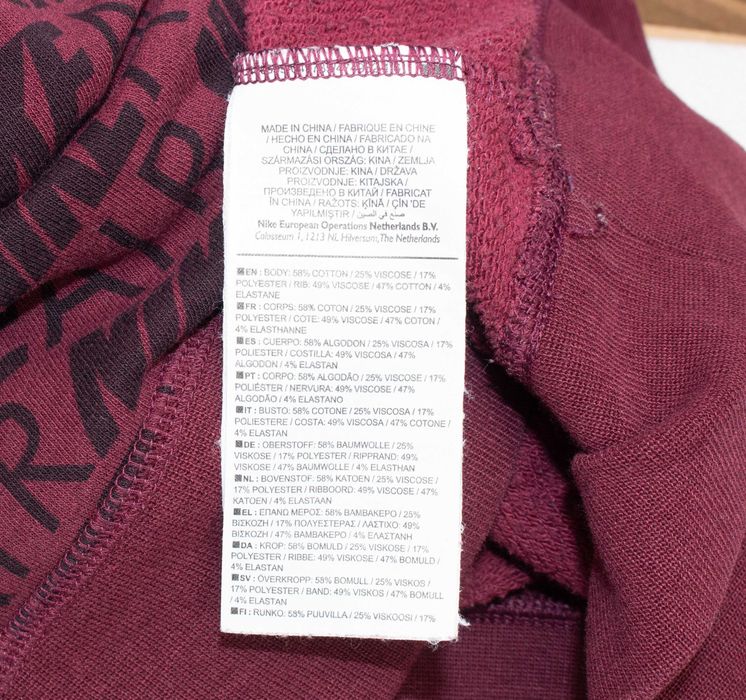 MADE IN CHINA / FABRIQUE EN CHINE
/ HECHO EN CHINA / FABRICADO NA
CHINA / СДЕЛАНО В КИТАЕ /
SZÁRMAZÁSI ORSZÁG: KINA / ZEMLJA
PROIZVODNJE: KINA / DRŽAVA
PROIZVODNJE: KITAJSKA /
ПРОИЗВЕДЕНО В КИТАЙ / FABRICAT
ÎN CHINA / RAŽOTS: ĶĪNĀ / ÇİN 'DE
YAPILMIŞTIR / صنع في الصين
Nike European Operations Netherlands B.V.
Colosseum 1, 1213 NL Hilversum, The Netherlands
EN : BODY: 58% COTTON / 25% VISCOSE / 17%
POLYESTER / RIB: 49% VISCOSE / 47% COTTON / 4%
ELASTANE
FR : CORPS: 58% COTON / 25% VISCOSE / 17%
POLYESTER / COTE: 49% VISCOSE / 47% COTON /
4% ELASTHANNE
ES : CUERPO: 58% ALGODON / 25% VISCOSA / 17%
POLIESTER / COSTILLA: 49% VISCOSA / 47%
ALGODON / 4% ELASTAN
PT : CORPO: 58% ALGODÃO / 25% VISCOSE / 17%
POLIÉSTER / NERVURA: 49% VISCOSE / 47%
ALGODÃO / 4% ELASTANO
IT : BUSTO: 58% COTONE / 25% VISCOSA / 17%
POLIESTERE / COSTA: 49% VISCOSA / 47% COTONE /
4% ELASTAN
DE : OBERSTOFF: 58% BAUMWOLLE / 25%
VISKOSE / 17% POLYESTER / RIPPRAND: 49%
VISKOSE / 47% BAUMWOLLE / 4% ELASTHAN
NL : BOVENSTOF: 58% KATOEN / 25% VISCOSE /
17% POLYESTER / RIBBOORD: 49% VISCOSE / 47%
KATOEN / 4% ELASTAAN
EL : ΕΠΑΝΩ ΜΕΡΟΣ: 58% ΒΑΜΒΑΚΕΡΟ / 25%
ΒΙΣΚΟΖΗ / 17% ΠΟΛΥΕΣΤΕΡΑΣ / ΛΑΣΤΙΧΟ: 49%
ΒΙΣΚΟΖΗ / 47% ΒΑΜΒΑΚΕΡΟ / 4% ΕΛΑΣΤΑΝΗ
DA : KROP: 58% BOMULD / 25% VISKOSE / 17%
POLYESTER / RIBBE: 49% VISKOSE / 47% BOMULD /
4% ELASTAN
SV : ÖVERKROPP: 58% BOMULL / 25% VISKOS /
17% POLYESTER / BAND: 49% VISKOS / 47% BOMULL
/ 4% ELASTAN
FI : RUNKO: 58% PUUVILLA / 25% VISKOOSI / 17%